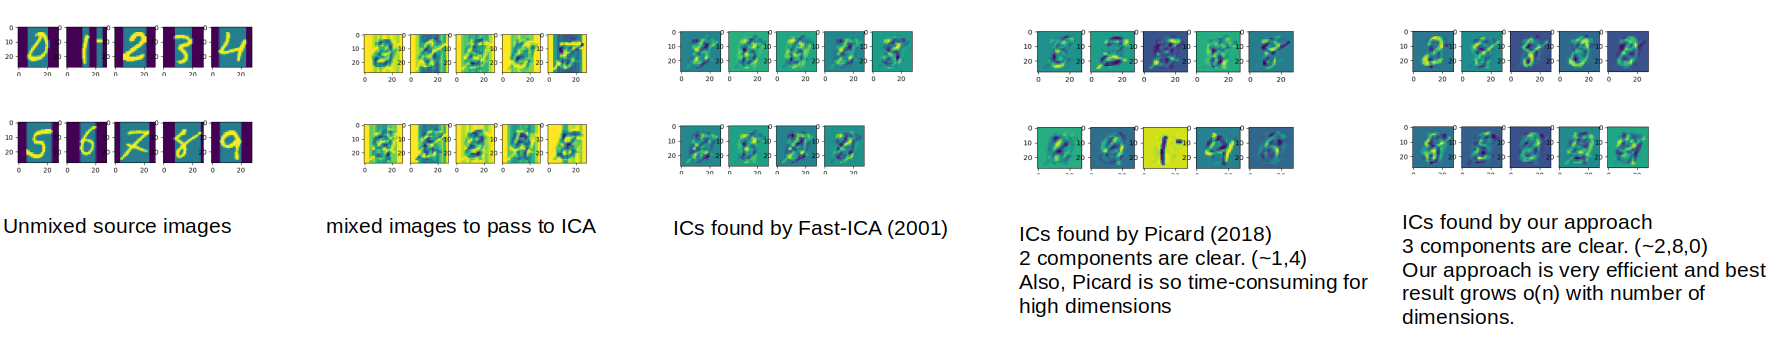 Unmixed source images
mixed images to pass to ICA
ICs found by Fast-ICA (2001)
ICs found by Picard (2018)
2 components are clear. (~1,4)
Also, Picard is so time-consuming for
high dimensions
ICs found by our approach
3 components are clear. (~2,8,0)
Our approach is very efficient and best
result grows o(n) with number of
dimensions.